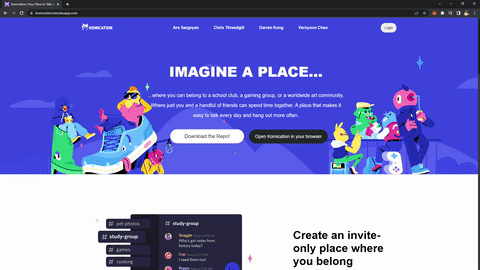 Komication | Your Place to Talk a
komication.herokuapp.com
KOMICATION
Ara Sargsyan
Chris Thneedgill
Darren Kong
Vernyson Chau
Login
IMAGINE A PLACE...
...where you can belong to a school club, a gaming group, or a worldwide art community.
Where just you and a handful of friends can spend time together. A place that makes it
easy to talk every day and hang out more often.
Download the Repo!
Open Komication in your browser
# pet-photos
# study-group
# games
# cooking
# study-group
Graggle
Who's got notes from
history today?
Cap
I need them too!
Peppe
Create an invite-
only place where
you belong